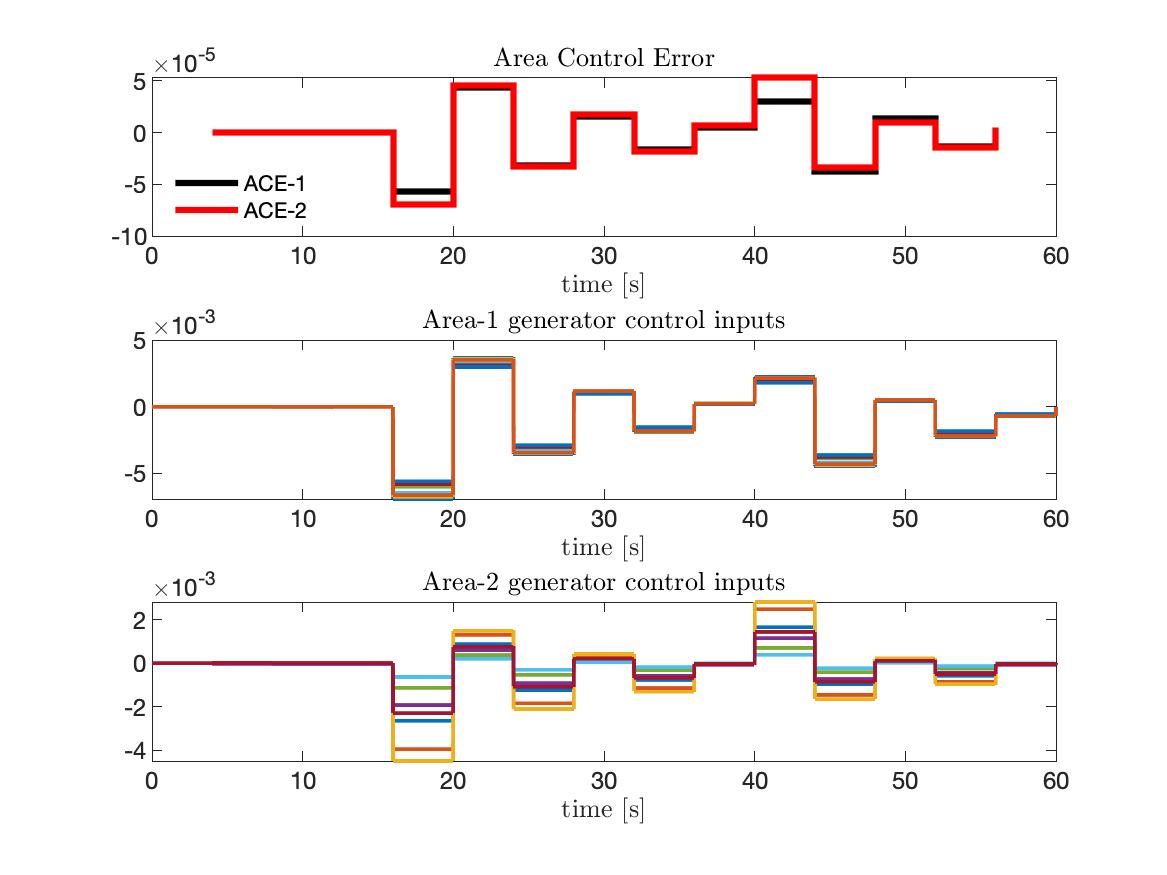 Area Control Error
×10-5
5
0
-5
-10
ACE-1
ACE-2
0 10 20 30 40 50 60
time [s]
Area-1 generator control inputs
×10-3
5
0
-5
0 10 20 30 40 50 60
time [s]
Area-2 generator control inputs
×10-3
2
0
-2
-4
0 10 20 30 40 50 60
time [s]